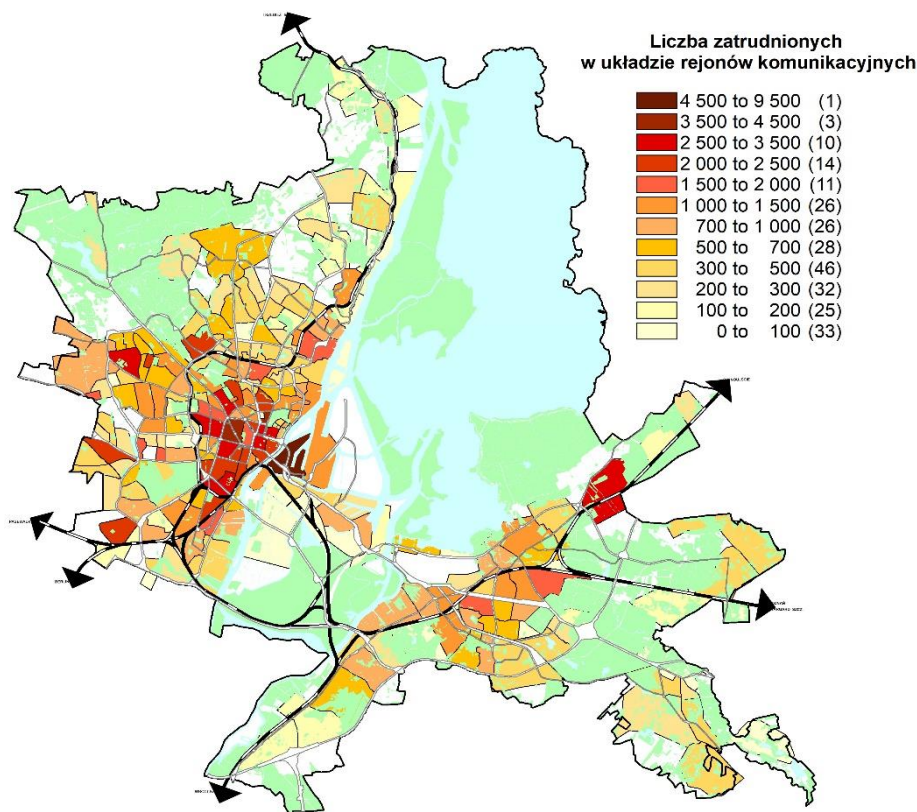 Liczba zatrudnionych
w układzie rejonów komunikacyjnych
4 500 to 9 500 (1)
3 500 to 4 500 (3)
2 500 to 3 500 (10)
2 000 to 2 500 (14)
1 500 to 2 000 (11)
1 000 to 1 500 (26)
700 to 1 000 (26)
500 to 700 (28)
300 to 500 (46)
200 to 300 (32)
100 to 200 (25)
0 to 100 (33)